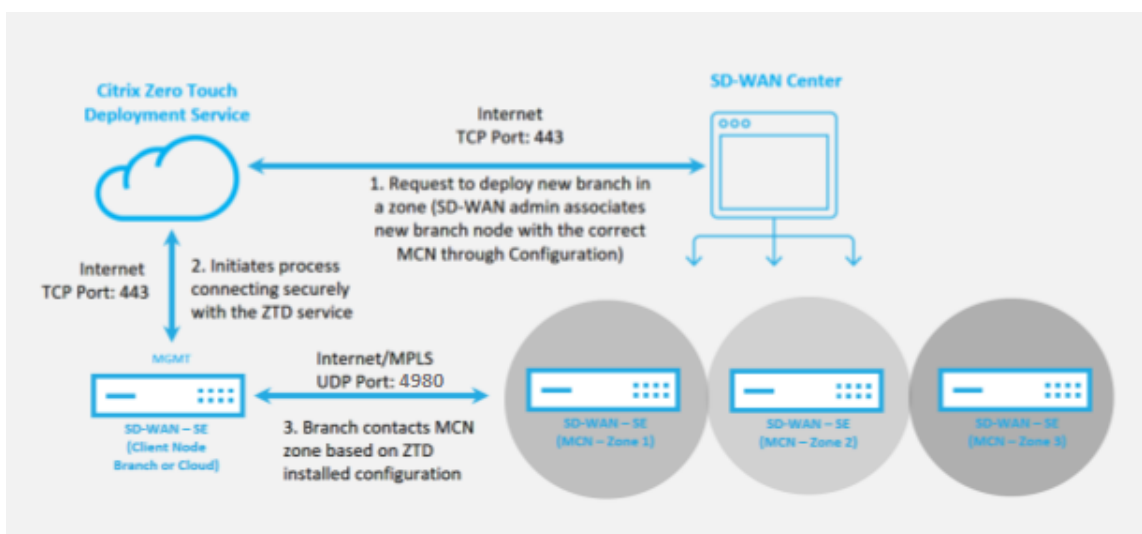 Citrix Zero Touch
Deployment Service
SD-WAN Center
Internet
TCP Port: 443
1. Request to deploy new branch in
a zone (SD-WAN admin associates
new branch node with the correct
MCN through Configuration)
Internet
TCP Port: 443
2. Initiates process
connecting securely
with the ZTD service
MGMT
SD-WAN – SE
(Client Node
Branch or Cloud)
Internet/MPLS
UDP Port: 4980
3. Branch contacts MCN
zone based on ZTD
installed configuration
SD-WAN – SE
(MCN – Zone 1)
SD-WAN – SE
(MCN – Zone 2)
SD-WAN – SE
(MCN – Zone 3)